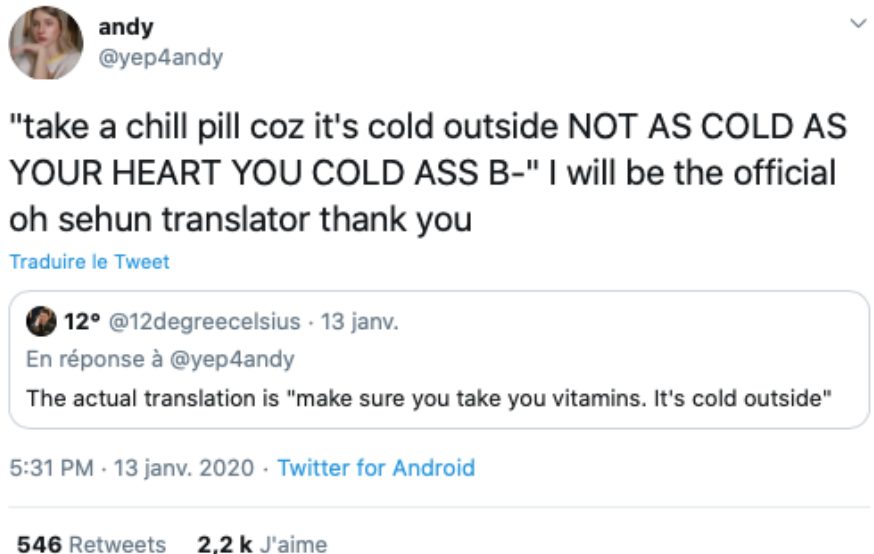 andy
@yep4andy
"take a chill pill coz it's cold outside NOT AS COLD AS
YOUR HEART YOU COLD ASS B-" I will be the official
oh sehun translator thank you
Traduire le Tweet
12° @12degreecelsius · 13 janv.
En réponse à @yep4andy
The actual translation is "make sure you take you vitamins. It's cold outside"
5:31 PM · 13 janv. 2020 · Twitter for Android
546 Retweets 2,2 k J'aime